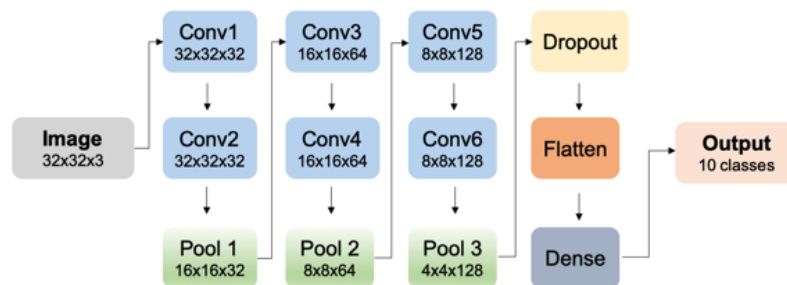 Image
32x32x3
Conv1
32x32x32
Conv2
32x32x32
Pool 1
16x16x32
Conv3
16x16x64
Conv4
16x16x64
Pool 2
8x8x64
Conv5
8x8x128
Conv6
8x8x128
Pool 3
4x4x128
Dropout
Flatten
Dense
Output
10 classes